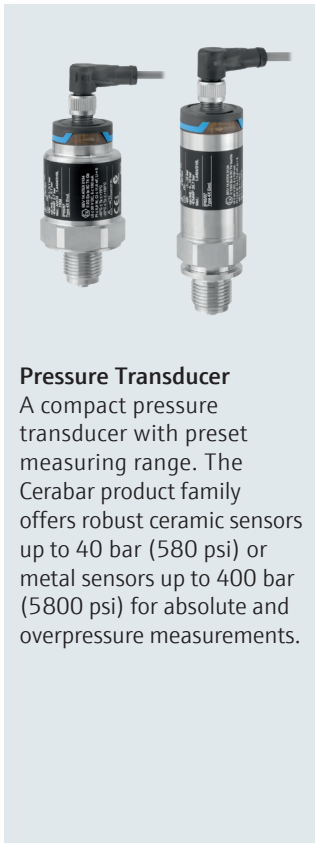 Pressure Transducer
A compact pressure
transducer with preset
measuring range. The
Cerabar product family
offers robust ceramic sensors
up to 40 bar (580 psi) or
metal sensors up to 400 bar
(5800 psi) for absolute and
overpressure measurements.